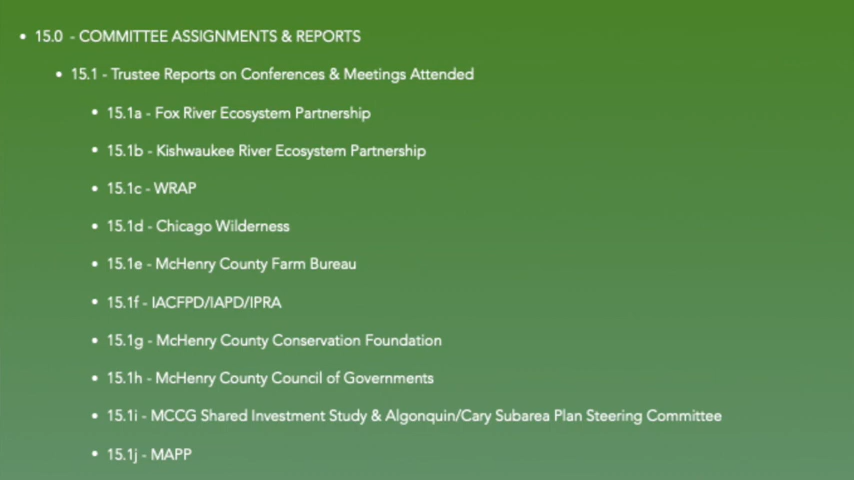 • 15.0 - COMMITTEE ASSIGNMENTS & REPORTS
• 15.1 - Trustee Reports on Conferences & Meetings Attended
• 15.1a - Fox River Ecosystem Partnership
• 15.1b - Kishwaukee River Ecosystem Partnership
• 15.1c - WRAP
• 15.1d - Chicago Wilderness
• 15.1e - McHenry County Farm Bureau
• 15.1f - IACFPD/IAPD/IPRA
• 15.1g - McHenry County Conservation Foundation
• 15.1h - McHenry County Council of Governments
• 15.1i - MCCG Shared Investment Study & Algonquin/Cary Subarea Plan Steering Committee
• 15.1j - MAPP